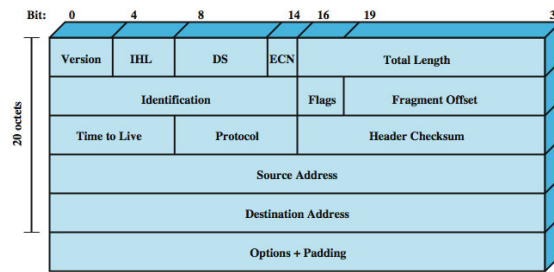 Bit: 0 4 8 14 16 19 3
Version IHL DS ECN Total Length
Identification Flags Fragment Offset
Time to Live Protocol Header Checksum
Source Address
Destination Address
Options + Padding
20 octets